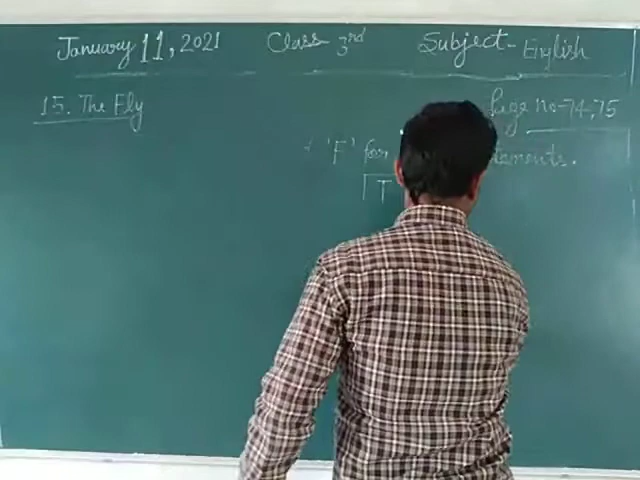 January 11, 2021 Class 3rd Subject- English
15. The Fly Page no-74,75
'F' for
T